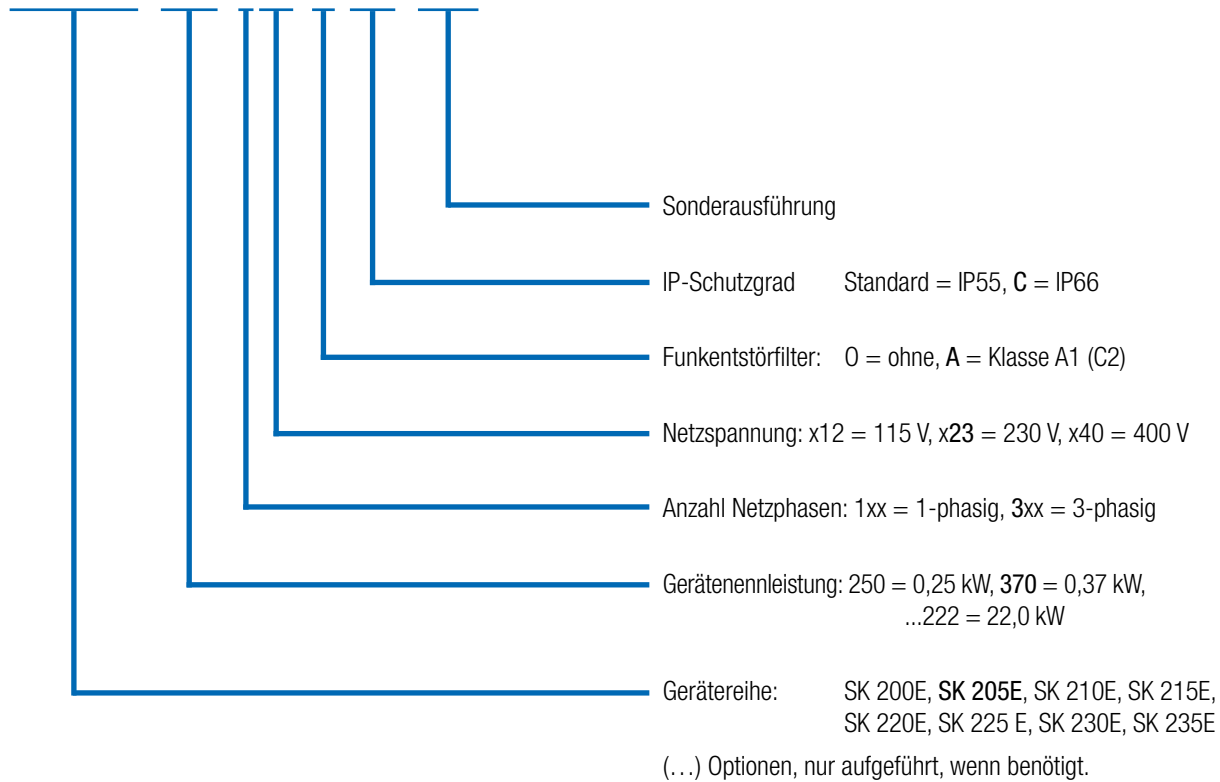 Sonderausführung
IP-Schutzgrad Standard = IP55, C = IP66
Funkentstörfilter: O = ohne, A = Klasse A1 (C2)
Netzspannung: x12 = 115 V, x23 = 230 V, x40 = 400 V
Anzahl Netzphasen: 1xx = 1-phasig, 3xx = 3-phasig
Gerätenennleistung: 250 = 0,25 kW, 370 = 0,37 kW,
...222 = 22,0 kW
Gerätereihe: SK 200E, SK 205E, SK 210E, SK 215E,
SK 220E, SK 225 E, SK 230E, SK 235E
(…) Optionen, nur aufgeführt, wenn benötigt.